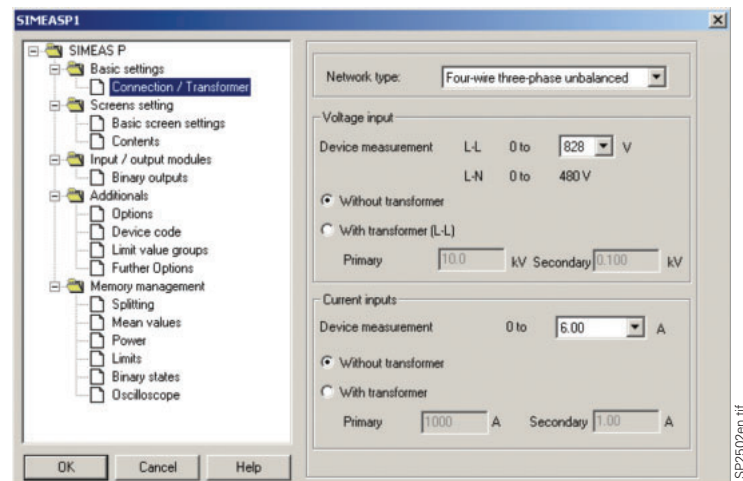 SIMEASP1
SIMEAS P
Basic settings
Connection / Transformer
Screens setting
Basic screen settings
Contents
Input / output modules
Binary outputs
Additionals
Options
Device code
Limit value groups
Further Options
Memory management
Splitting
Mean values
Power
Limits
Binary states
Oscilloscope
OK Cancel Help
Network type: Four-wire three-phase unbalanced
Voltage input
Device measurement L-L 0 to 828 V
L-N 0 to 480 V
Without transformer
With transformer (L-L)
Primary 10.0 kV Secondary 0.100 kV
Current inputs
Device measurement 0 to 6.00 A
Without transformer
With transformer
Primary 1000 A Secondary 1.00 A
SP2502en.tif